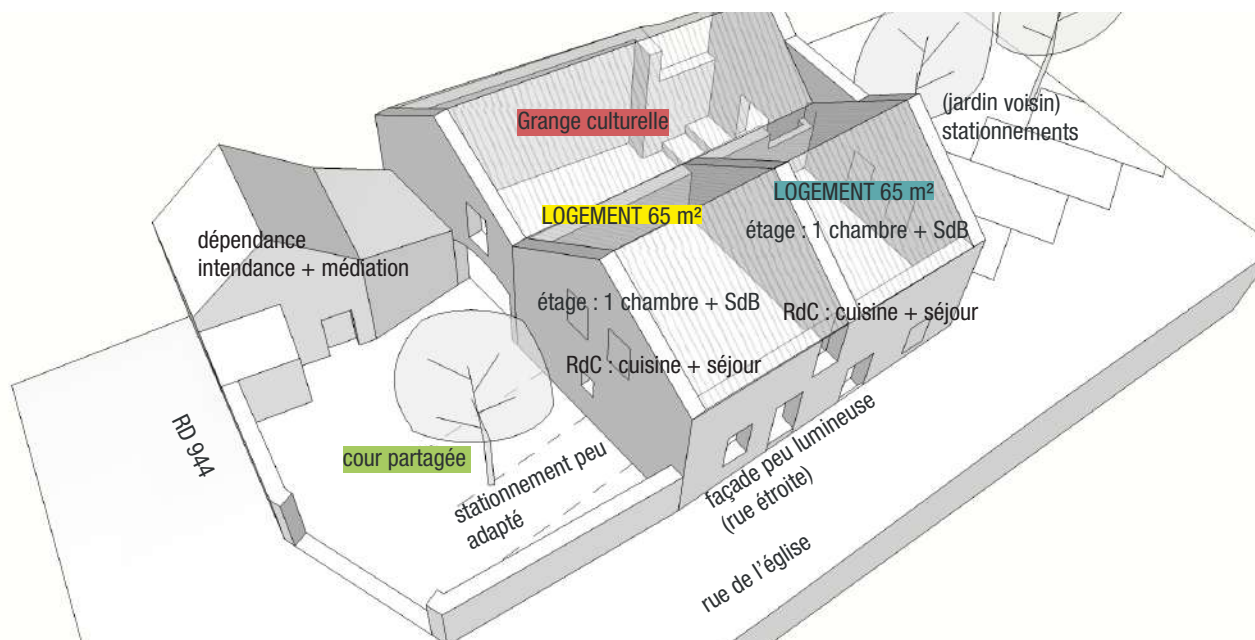 Grange culturelle
(jardin voisin)
stationnements
LOGEMENT 65 m²
LOGEMENT 65 m²
étage : 1 chambre + SdB
dépendance
intendance + médiation
étage : 1 chambre + SdB
RdC : cuisine + séjour
RdC : cuisine + séjour
RD 944
cour partagée
stationnement peu
adapté
façade peu lumineuse
(rue étroite)
rue de l'église